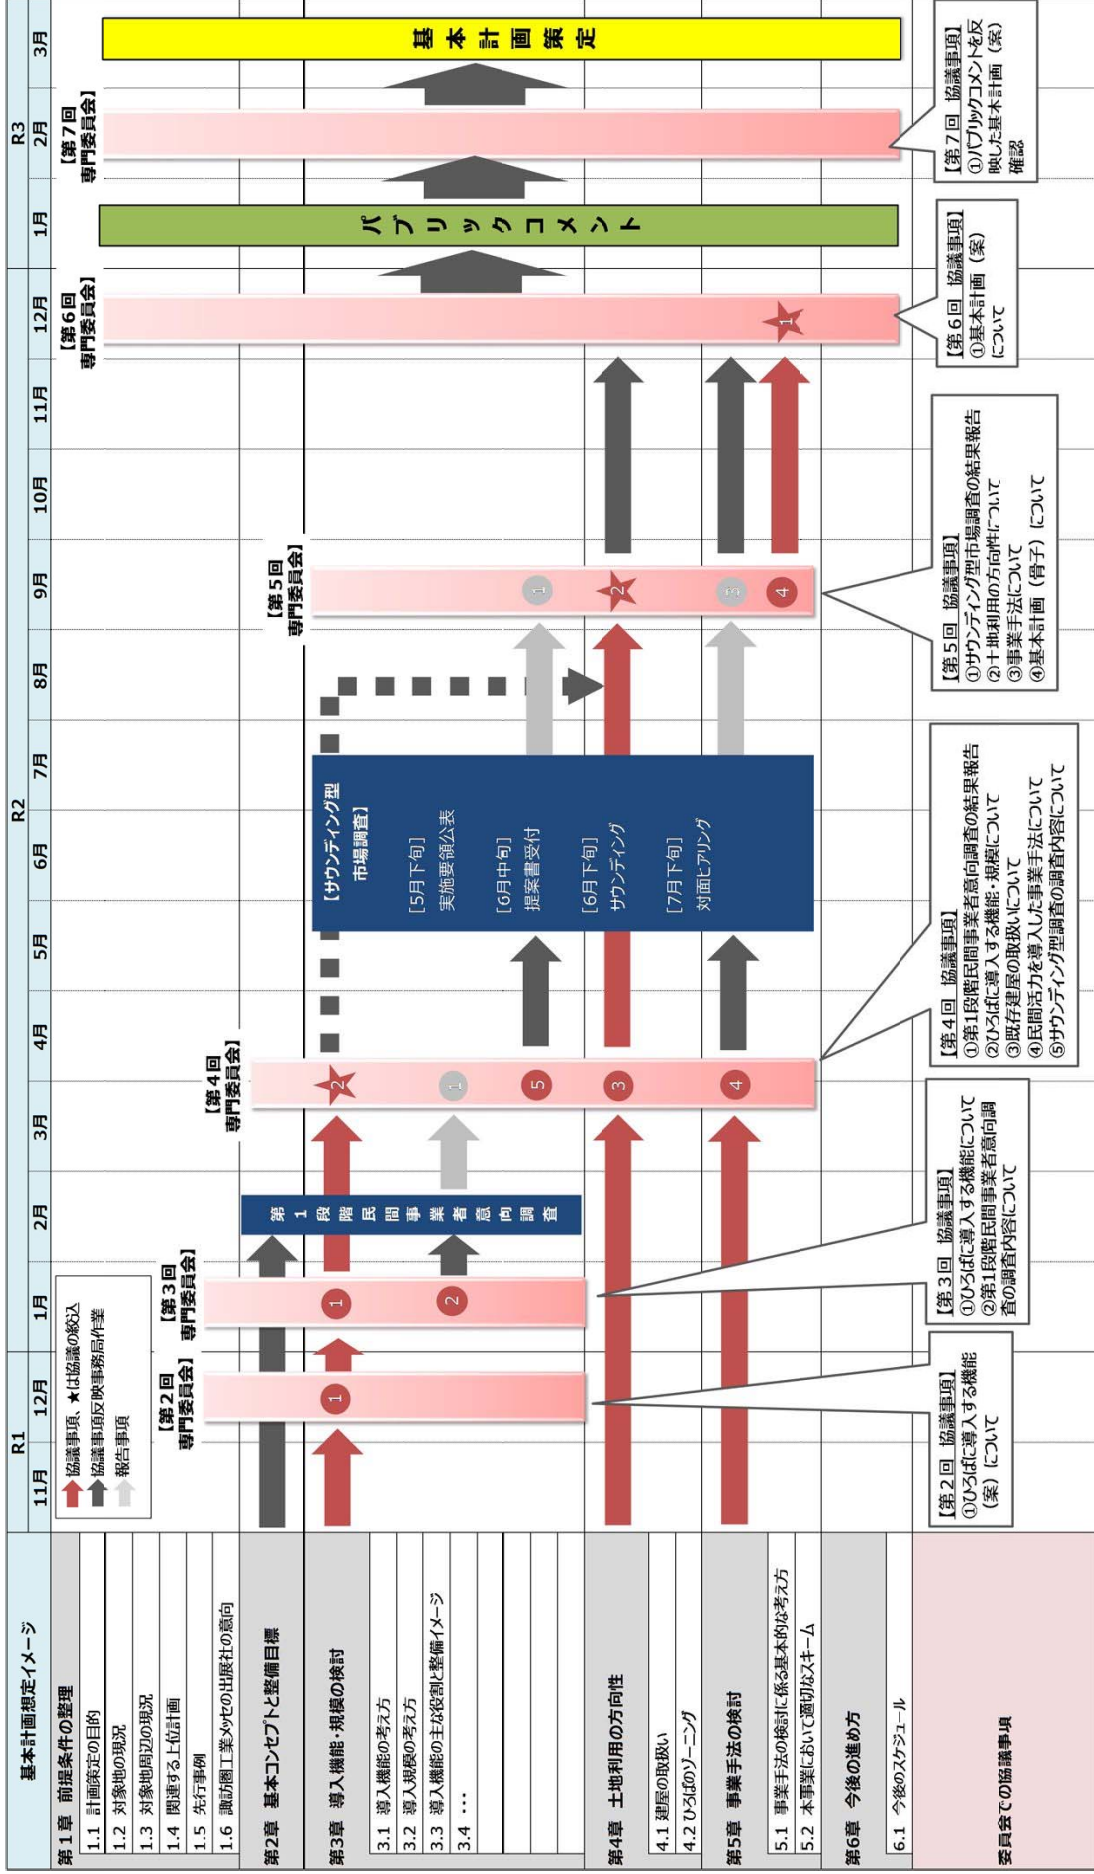 基本計画想定イメージ
R1
R2
R3
11月
12月
1月
2月
3月
4月
5月
6月
7月
8月
9月
10月
11月
12月
1月
2月
3月
第1章 前提条件の整理
1.1 計画策定の目的
1.2 対象地の現況
1.3 対象地周辺の現況
1.4 関連する上位計画
1.5 先行事例
1.6 諏訪圏工業メッセの出展社の意向
第2章 基本コンセプトと整備目標
第3章 導入機能・規模の検討
3.1 導入機能の考え方
3.2 導入規模の考え方
3.3 導入機能の主な役割と整備イメージ
3.4 …
第4章 土地利用の方向性
4.1 建屋の取扱い
4.2 ひろばのゾーニング
第5章 事業手法の検討
5.1 事業手法の検討に係る基本的な考え方
5.2 本事業において適切なスキーム
第6章 今後の進め方
6.1 今後のスケジュール
委員会での協議事項
協議事項、★は協議の絞込
協議事項反映事務局作業
報告事項
【第2回
専門委員会】
1
【第3回
専門委員会】
1
2
第1段階民間事業者意向調査
【第4回
専門委員会】
2
1
5
3
4
【サウンディング型
市場調査】
[5月下旬]
実施要領公表
[6月中旬]
提案書受付
[6月下旬]
サウンディング
[7月下旬]
対面ヒアリング
【第5回
専門委員会】
1
2
3
4
【第6回
専門委員会】
1
パブリックコメント
【第7回
専門委員会】
基本計画策定
【第2回 協議事項】
①ひろばに導入する機能
（案）について
【第3回 協議事項】
①ひろばに導入する機能について
②第1段階民間事業者意向調
査の調査内容について
【第4回 協議事項】
①第1段階民間事業者意向調査の結果報告
②ひろばに導入する機能・規模について
③既存建屋の取扱いについて
④民間活力を導入した事業手法について
⑤サウンディング型調査の調査内容について
【第5回 協議事項】
①サウンディング型市場調査の結果報告
②土地利用の方向性について
③事業手法について
④基本計画（骨子）について
【第6回 協議事項】
①基本計画（案）
について
【第7回 協議事項】
①パブリックコメントを反
映した基本計画（案）
確認